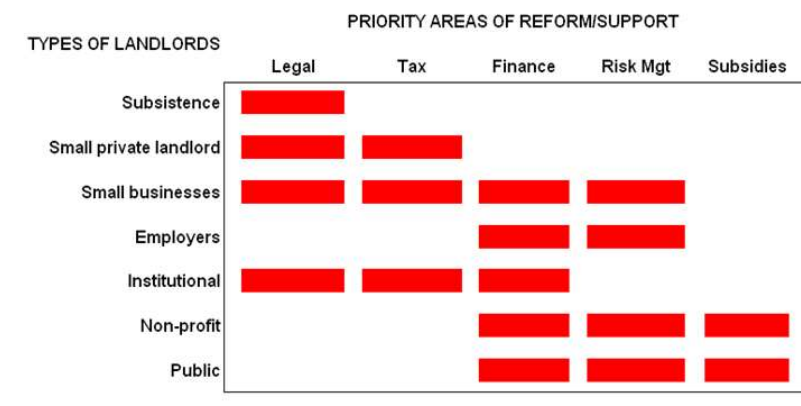 PRIORITY AREAS OF REFORM/SUPPORT
TYPES OF LANDLORDS
Legal Tax Finance Risk Mgt Subsidies
Subsistence
Small private landlord
Small businesses
Employers
Institutional
Non-profit
Public